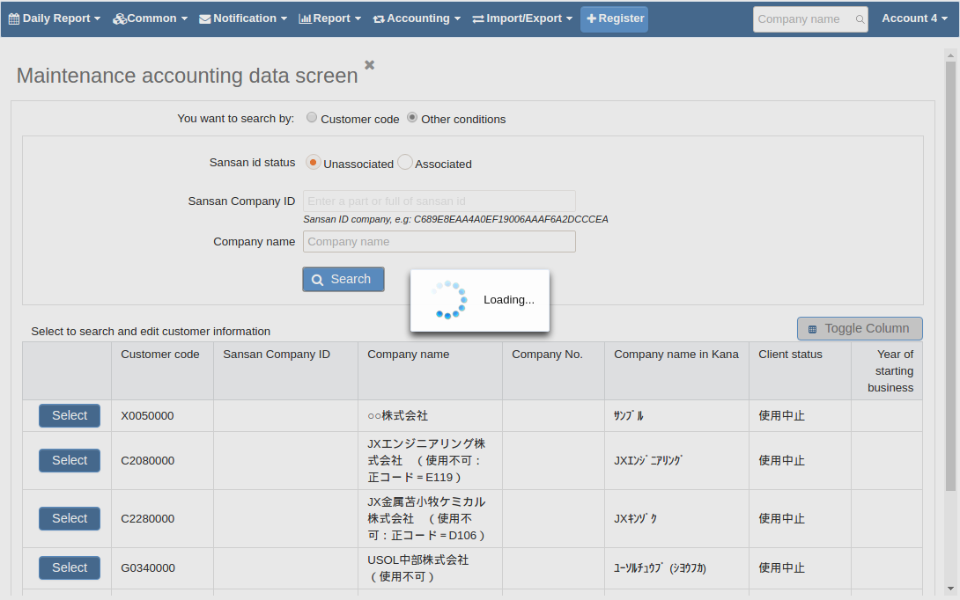 Daily Report Common Notification Report Accounting Import/Export Register Company name Account 4
Maintenance accounting data screen
You want to search by: Customer code Other conditions
Sansan id status Unassociated Associated
Sansan Company ID Enter a part or full of sansan id
Sansan ID company, e.g: C689E8EAA4A0EF19006AAAF6A2DCCCEA
Company name Company name
Search
Loading...
Select to search and edit customer information
Toggle Column
Customer code Sansan Company ID Company name Company No. Company name in Kana Client status Year of
starting
business
Select X0050000 ○○株式会社 ｻﾝﾌﾟﾙ 使用中止
JXエンジニアリング株
Select C2080000 式会社　（使用不可： JXｴﾝｼﾞﾆｱﾘﾝｸﾞ 使用中止
正コード＝E119）
JX金属苫小牧ケミカル
Select C2280000 株式会社　（使用不 JXｷﾝｿﾞｸ 使用中止
可：正コード＝D106）
USOL中部株式会社
Select G0340000 ﾕｰｿﾙﾁｭｳﾌﾞ (ｼﾖｳﾌｶ) 使用中止
（使用不可）